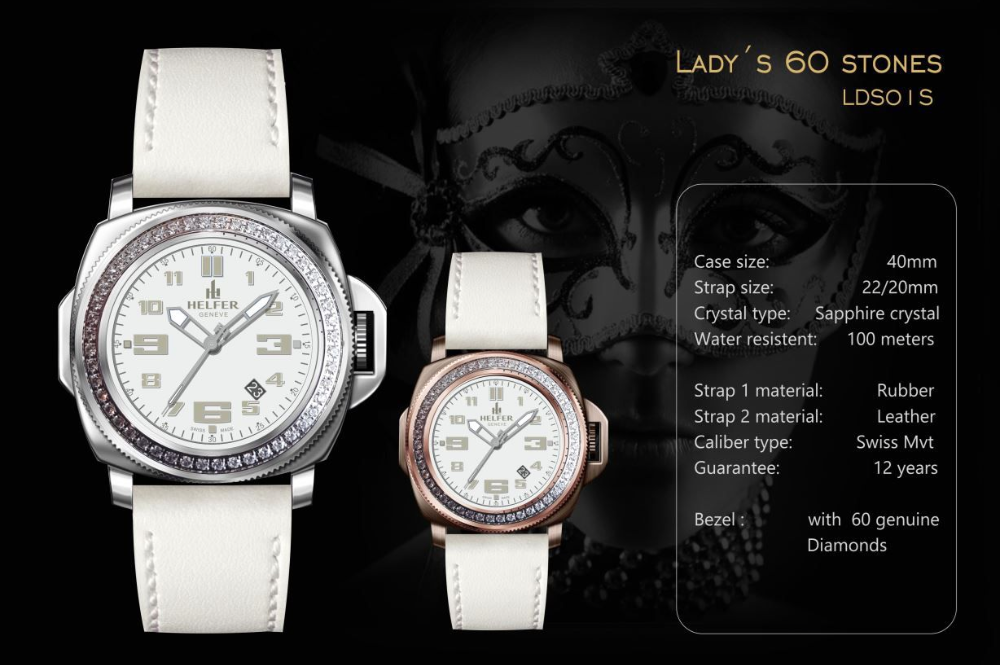 LADY´S 60 STONES
LDS01S
Case size: 40mm
Strap size: 22/20mm
Crystal type: Sapphire crystal
Water resistent: 100 meters
Strap 1 material: Rubber
Strap 2 material: Leather
Caliber type: Swiss Mvt
Guarantee: 12 years
Bezel : with 60 genuine
Diamonds
11 1
HELFER
GENEVE
10 2
9 3
8 4
23
7 6 5
SWISS MADE
11 1
HELFER
GENEVE
10 2
9 3
8 4
23
7 6 5